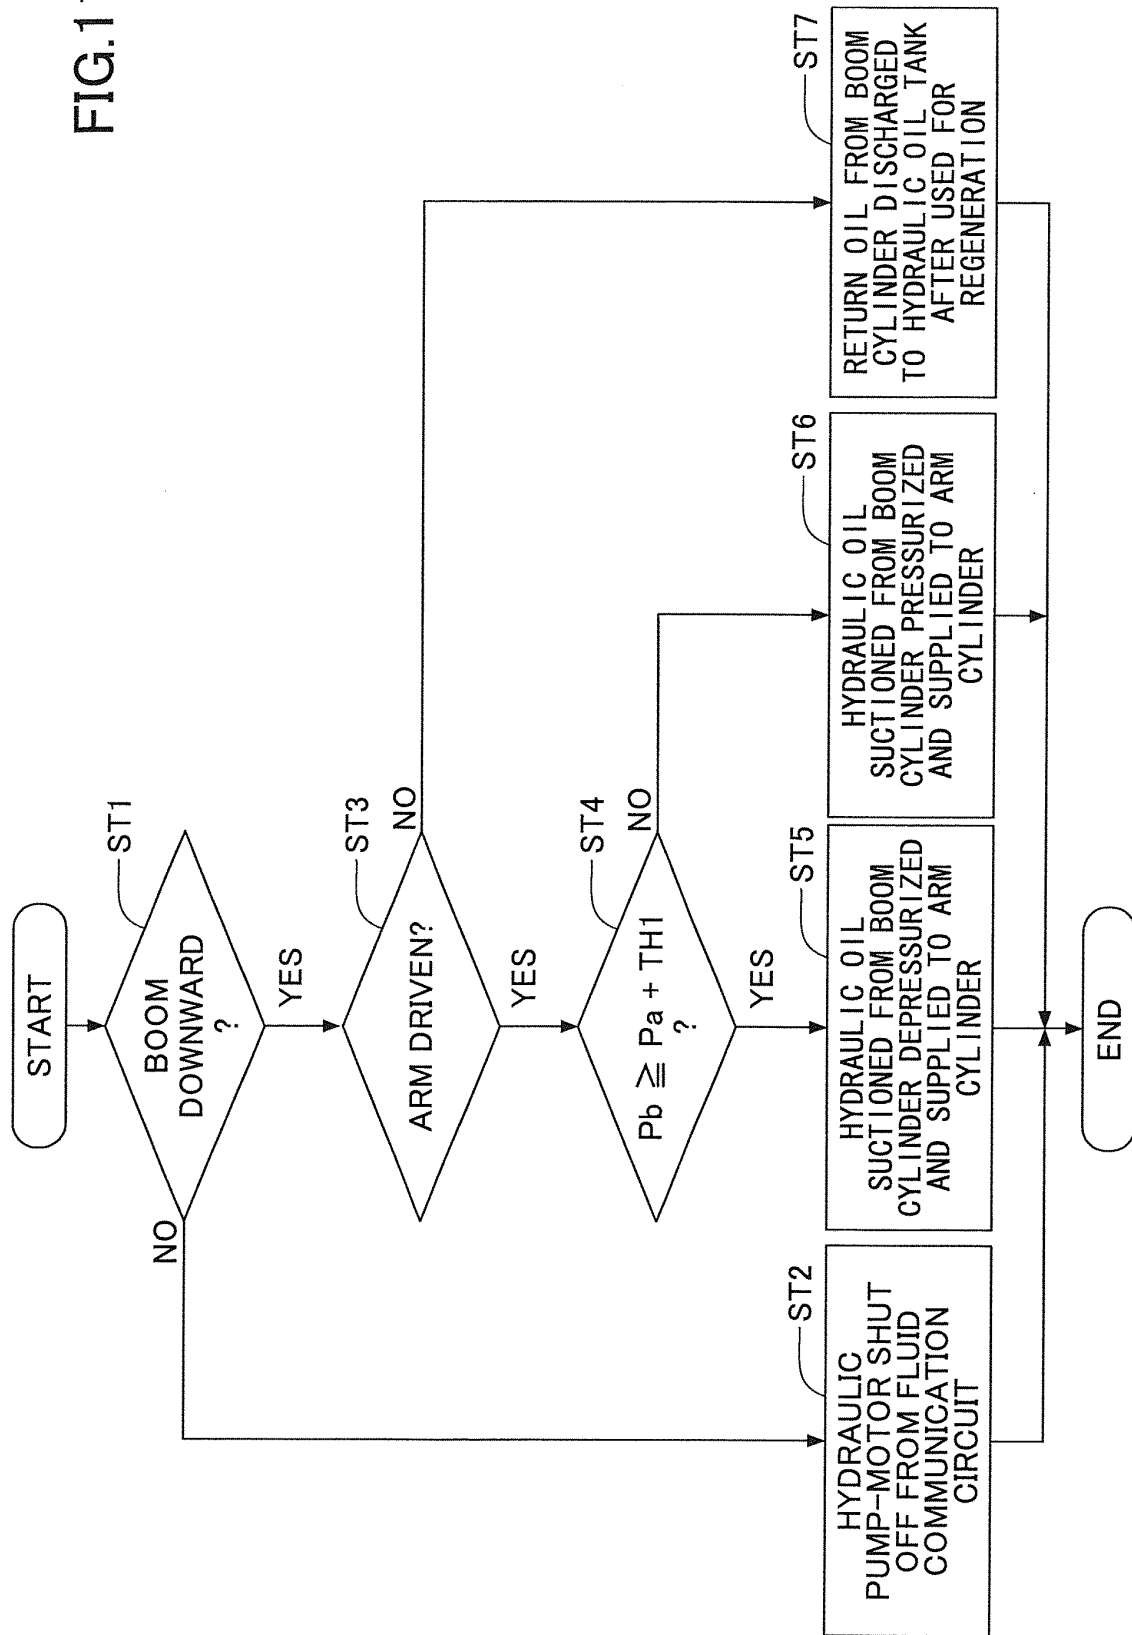 FIG.1
START
BOOM
DOWNWARD
?
ST1
NO
YES
ARM DRIVEN?
ST3
NO
YES
Pb ≧ Pa + TH1
?
ST4
NO
YES
HYDRAULIC
PUMP-MOTOR SHUT
OFF FROM FLUID
COMMUNICATION
CIRCUIT
ST2
HYDRAULIC OIL
SUCTIONED FROM BOOM
CYLINDER DEPRESSURIZED
AND SUPPLIED TO ARM
CYLINDER
ST5
HYDRAULIC OIL
SUCTIONED FROM BOOM
CYLINDER PRESSURIZED
AND SUPPLIED TO ARM
CYLINDER
ST6
RETURN OIL FROM BOOM
CYLINDER DISCHARGED
TO HYDRAULIC OIL TANK
AFTER USED FOR
REGENERATION
ST7
END